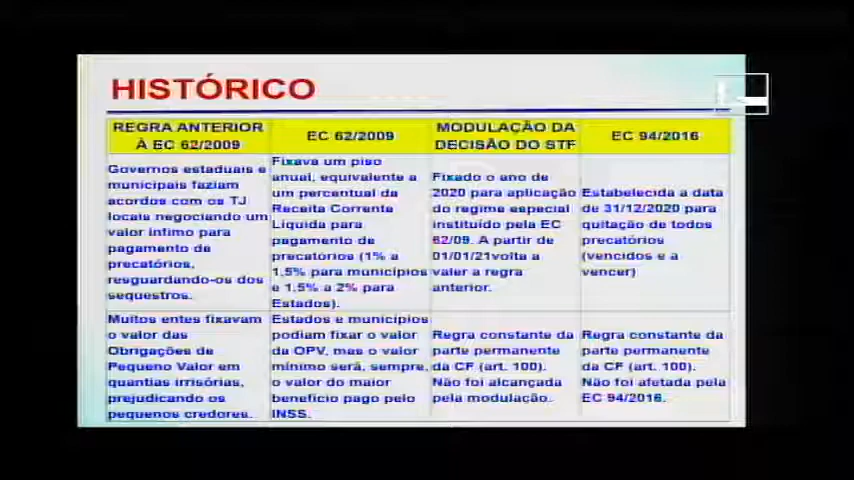 HISTÓRICO
REGRA ANTERIOR
À EC 62/2009
EC 62/2009
MODULAÇÃO DA
DECISÃO DO STF
EC 94/2016
Governos estaduais e
municipais faziam
acordos com os TJ
locais negociando um
valor ínfimo para
pagamento de
precatórios,
resguardando-os dos
sequestros.
Fixava um piso
anual, equivalente a
um percentual da
Receita Corrente
Líquida para
pagamento de
precatórios (1% a
1,5% para municípios
e 1,5% a 2% para
Estados).
Fixado o ano de
2020 para aplicação
do regime especial
instituído pela EC
62/09. A partir de
01/01/21volta a
valer a regra
anterior.
Estabelecida a data
de 31/12/2020 para
quitação de todos
precatórios
(vencidos e a
vencer)
Muitos entes fixavam
o valor das
Obrigações de
Pequeno Valor em
quantias irrisórias,
prejudicando os
pequenos credores.
Estados e municípios
podiam fixar o valor
da OPV, mas o valor
mínimo será, sempre,
o valor do maior
benefício pago pelo
INSS.
Regra constante da
parte permanente
da CF (art. 100).
Não foi alcançada
pela modulação.
Regra constante da
parte permanente
da CF (art. 100).
Não foi afetada pela
EC 94/2016.